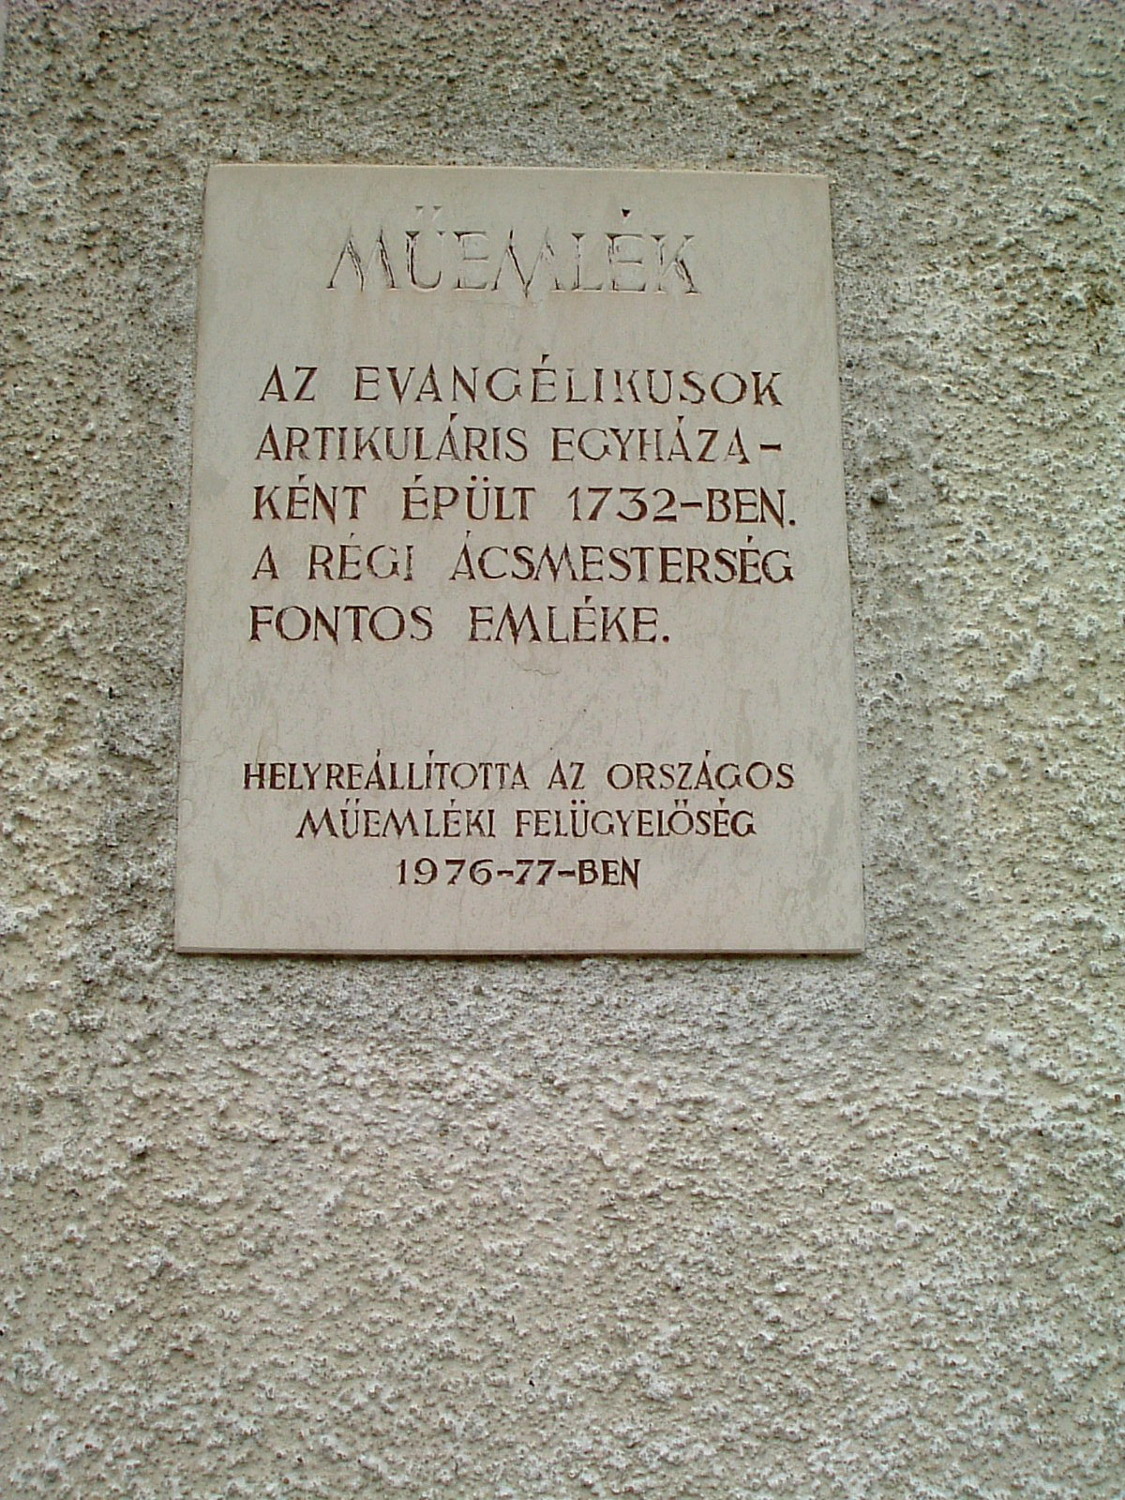 MŰEMLÉK
AZ EVANGÉLIKUSOK
ARTIKULÁRIS EGYHÁZA-
KÉNT ÉPÜLT 1732-BEN.
A RÉGI ÁCSMESTERSÉG
FONTOS EMLÉKE.
HELYREÁLLÍTOTTA AZ ORSZÁGOS
MŰEMLÉKI FELÜGYELŐSÉG
1976-77-BEN